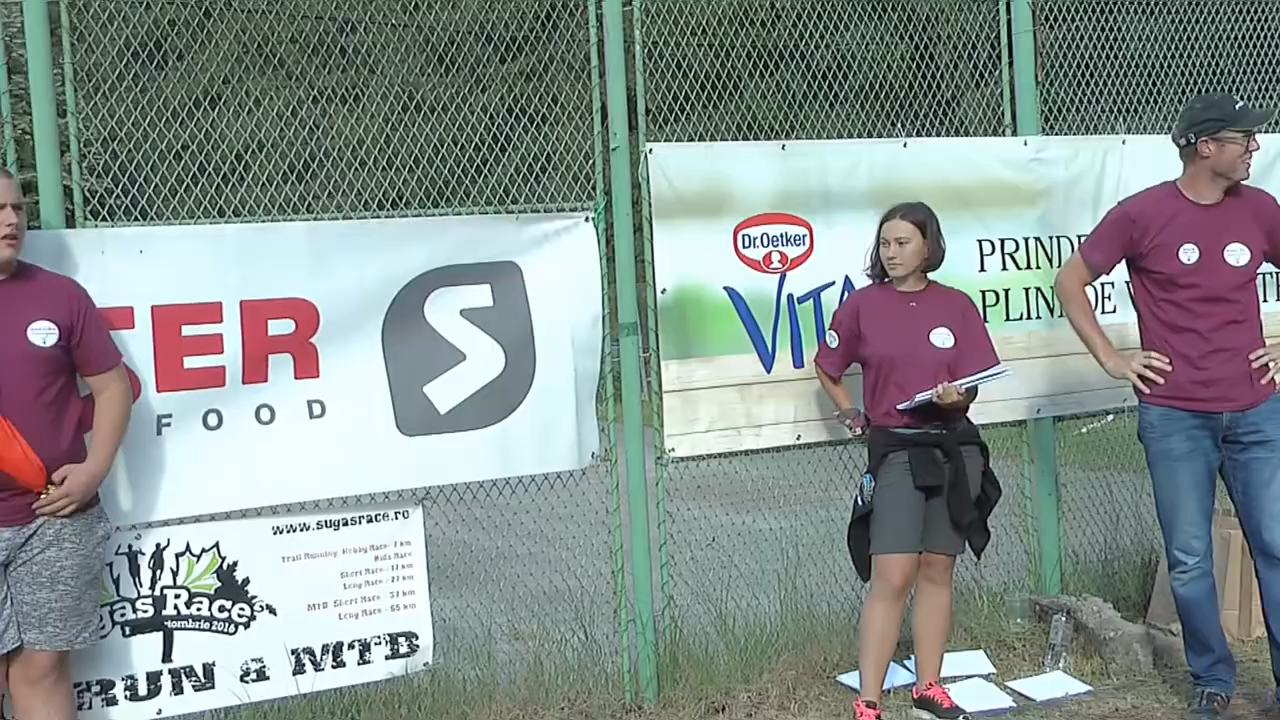 TER
FOOD
S
Dr.Oetker
VITA
PRINDE
PLIN DE
www.sugasrace.ro
Trail Running Hobby Race- 7 km
Kids Race
Short Race - 17 km
Long Race - 27 km
MTB Short Race - 37 km
Long Race - 65 km
gas Race
tombrie 2016
RUN & MTB